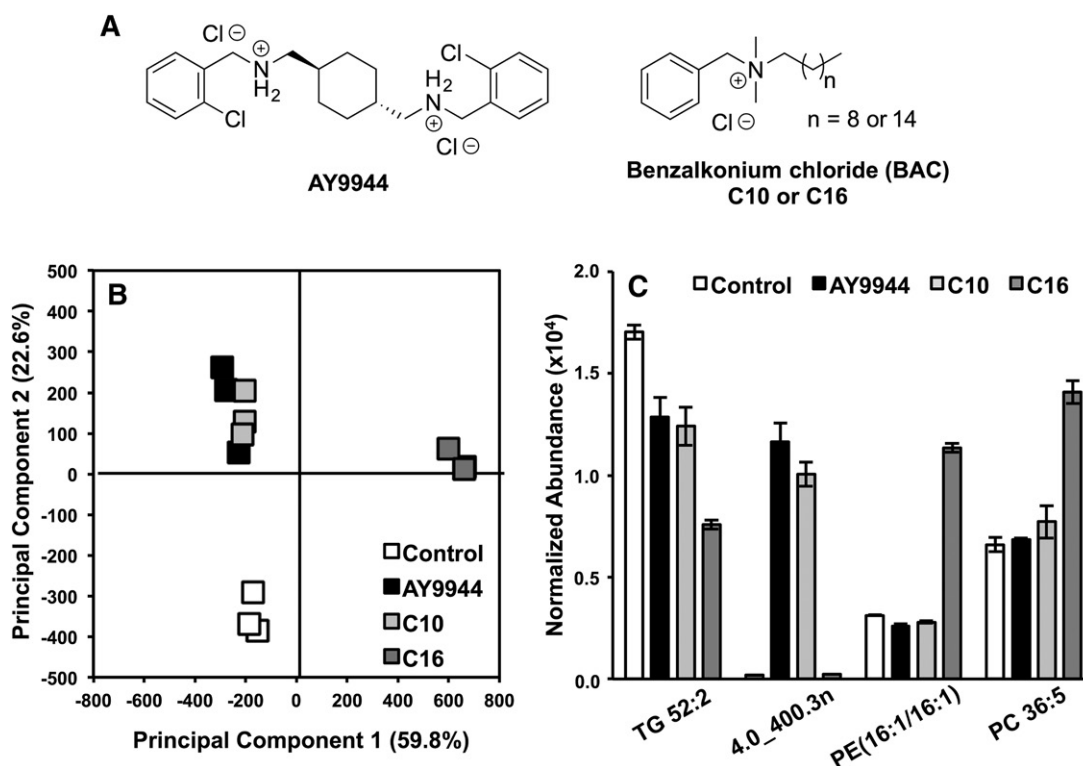 A
Cl ⊖
Cl
N
⊕
H₂
Cl
H₂
N
⊕
Cl ⊖
AY9944
N
⊕
Cl ⊖
( )n
n = 8 or 14
Benzalkonium chloride (BAC)
C10 or C16
B
Principal Component 2 (22.6%)
500
400
300
200
100
0
-100
-200
-300
-400
-500
-800 -600 -400 -200 0 200 400 600 800
Principal Component 1 (59.8%)
Control
AY9944
C10
C16
C
Control AY9944 C10 C16
Normalized Abundance (x10⁴)
2.0
1.5
1.0
0.5
0.0
TG 52:2
4.0_400.3n
PE(16:1/16:1)
PC 36:5